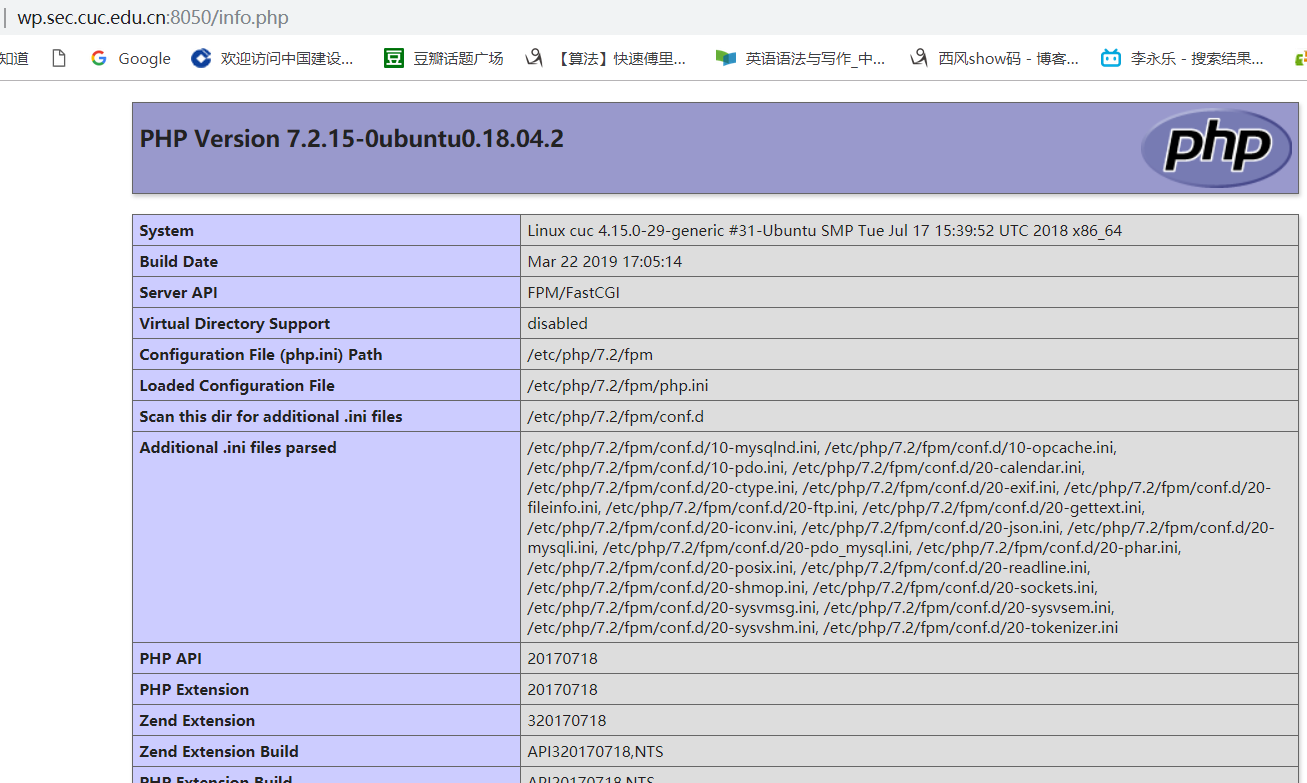 wp.sec.cuc.edu.cn:8050/info.php
知道 Google 欢迎访问中国建设... 豆 豆瓣话题广场 【算法】快速傅里... 英语语法与写作_中... 西风show码 - 博客... 李永乐 - 搜索结果...
PHP Version 7.2.15-0ubuntu0.18.04.2 php
System Linux cuc 4.15.0-29-generic #31-Ubuntu SMP Tue Jul 17 15:39:52 UTC 2018 x86_64
Build Date Mar 22 2019 17:05:14
Server API FPM/FastCGI
Virtual Directory Support disabled
Configuration File (php.ini) Path /etc/php/7.2/fpm
Loaded Configuration File /etc/php/7.2/fpm/php.ini
Scan this dir for additional .ini files /etc/php/7.2/fpm/conf.d
Additional .ini files parsed /etc/php/7.2/fpm/conf.d/10-mysqlnd.ini, /etc/php/7.2/fpm/conf.d/10-opcache.ini,
/etc/php/7.2/fpm/conf.d/10-pdo.ini, /etc/php/7.2/fpm/conf.d/20-calendar.ini,
/etc/php/7.2/fpm/conf.d/20-ctype.ini, /etc/php/7.2/fpm/conf.d/20-exif.ini, /etc/php/7.2/fpm/conf.d/20-
fileinfo.ini, /etc/php/7.2/fpm/conf.d/20-ftp.ini, /etc/php/7.2/fpm/conf.d/20-gettext.ini,
/etc/php/7.2/fpm/conf.d/20-iconv.ini, /etc/php/7.2/fpm/conf.d/20-json.ini, /etc/php/7.2/fpm/conf.d/20-
mysqli.ini, /etc/php/7.2/fpm/conf.d/20-pdo_mysql.ini, /etc/php/7.2/fpm/conf.d/20-phar.ini,
/etc/php/7.2/fpm/conf.d/20-posix.ini, /etc/php/7.2/fpm/conf.d/20-readline.ini,
/etc/php/7.2/fpm/conf.d/20-shmop.ini, /etc/php/7.2/fpm/conf.d/20-sockets.ini,
/etc/php/7.2/fpm/conf.d/20-sysvmsg.ini, /etc/php/7.2/fpm/conf.d/20-sysvsem.ini,
/etc/php/7.2/fpm/conf.d/20-sysvshm.ini, /etc/php/7.2/fpm/conf.d/20-tokenizer.ini
PHP API 20170718
PHP Extension 20170718
Zend Extension 320170718
Zend Extension Build API320170718,NTS
PHP Extension Build API20170718,NTS